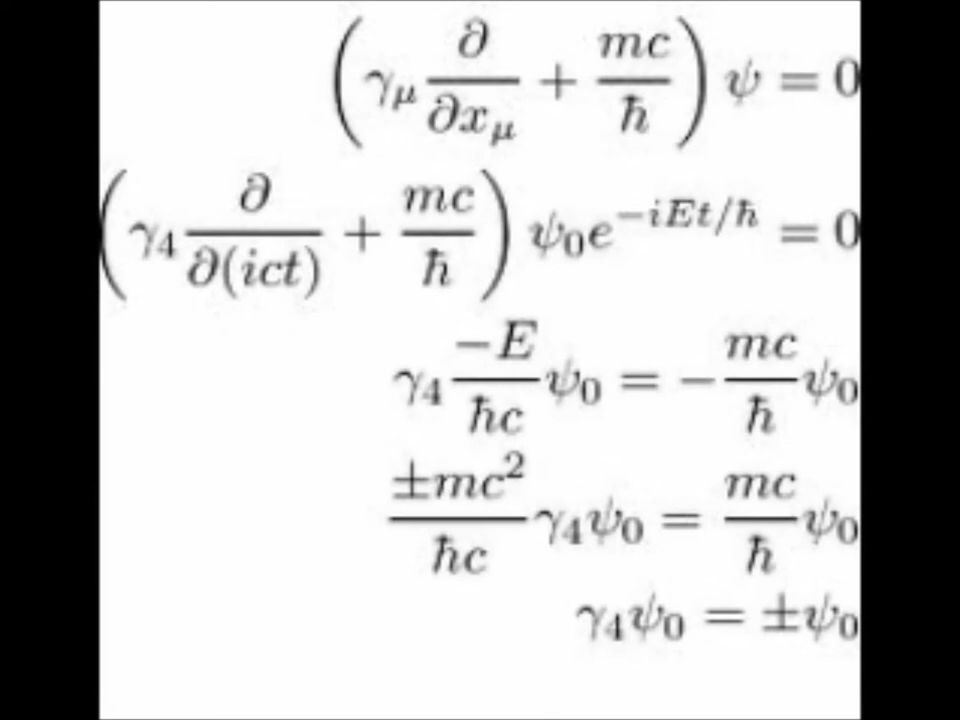 (γ_μ ∂/∂x_μ + mc/ħ) ψ = 0
(γ_4 ∂/∂(ict) + mc/ħ) ψ_0 e^{-iEt/ħ} = 0
γ_4 -E/ħc ψ_0 = - mc/ħ ψ_0
±mc²/ħc γ_4 ψ_0 = mc/ħ ψ_0
γ_4 ψ_0 = ±ψ_0